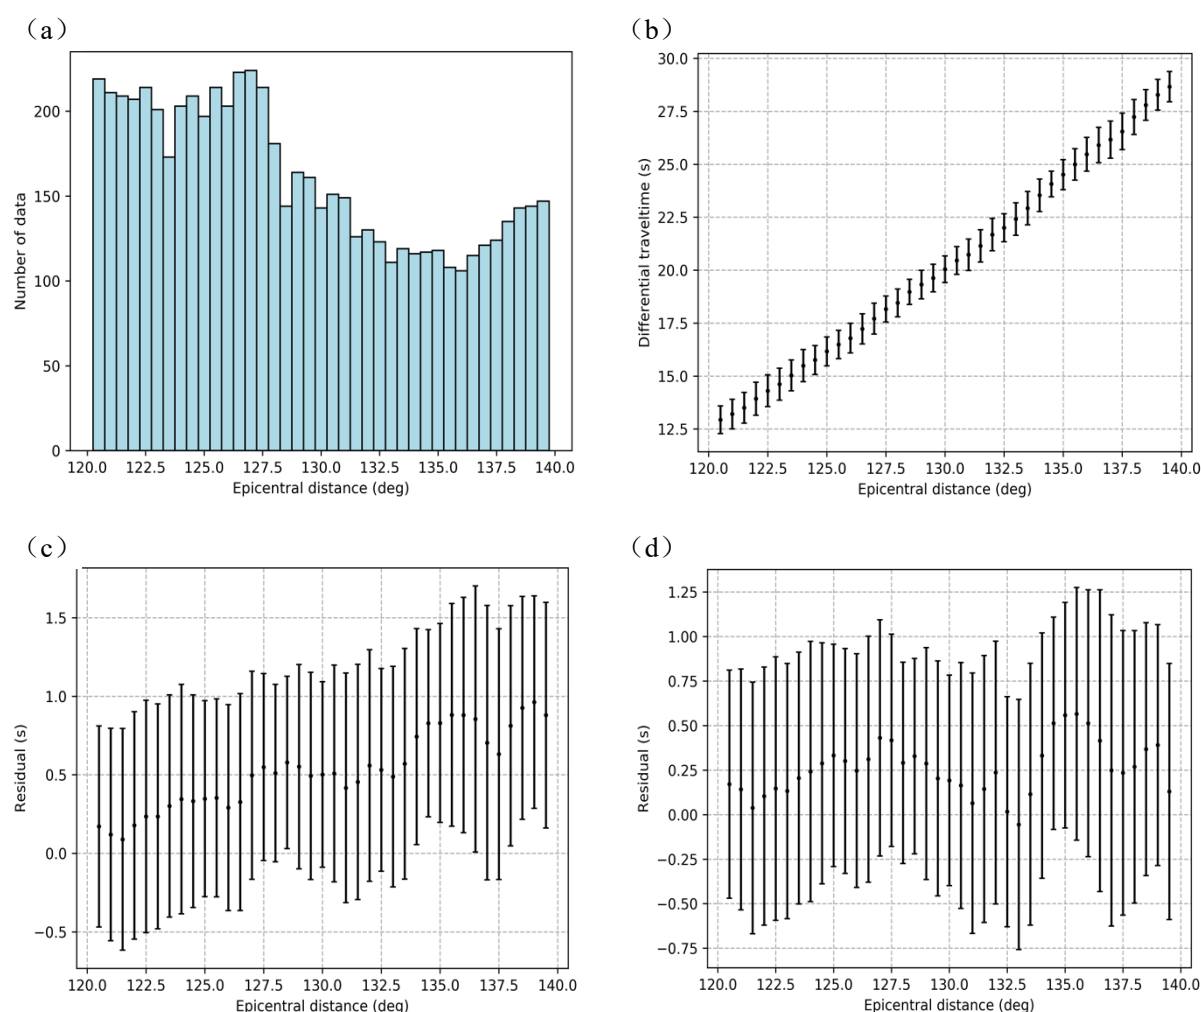 （a）
Number of data
200
150
100
50
0
120.0 122.5 125.0 127.5 130.0 132.5 135.0 137.5 140.0
Epicentral distance (deg)
（b）
Differential traveltime (s)
30.0
27.5
25.0
22.5
20.0
17.5
15.0
12.5
120.0 122.5 125.0 127.5 130.0 132.5 135.0 137.5 140.0
Epicentral distance (deg)
（c）
Residual (s)
1.5
1.0
0.5
0.0
−0.5
120.0 122.5 125.0 127.5 130.0 132.5 135.0 137.5 140.0
Epicentral distance (deg)
（d）
Residual (s)
1.25
1.00
0.75
0.50
0.25
0.00
−0.25
−0.50
−0.75
120.0 122.5 125.0 127.5 130.0 132.5 135.0 137.5 140.0
Epicentral distance (deg)